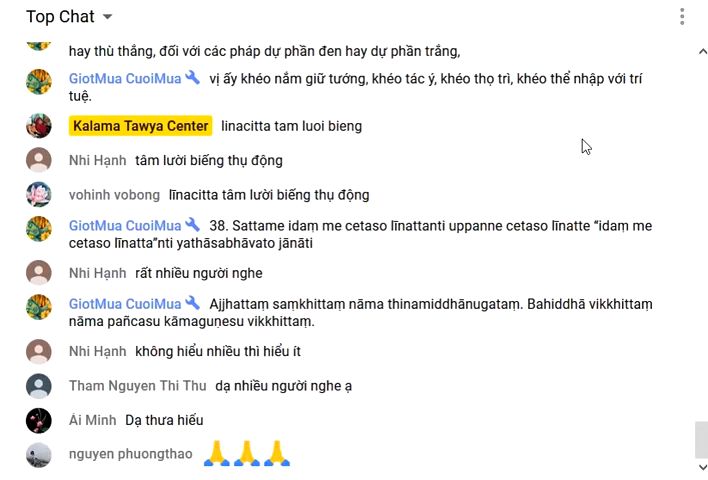 Top Chat
hay thù thắng, đối với các pháp dự phần đen hay dự phần trắng,
GiotMua CuoiMua vị ấy khéo nắm giữ tướng, khéo tác ý, khéo thọ trì, khéo thể nhập với trí
tuệ.
Kalama Tawya Center linacitta tam luoi bieng
Nhi Hạnh tâm lười biếng thụ động
vohinh vobong līnacitta tâm lười biếng thụ động
GiotMua CuoiMua 38. Sattame idaṃ me cetaso līnattanti uppanne cetaso līnatte “idaṃ me
cetaso līnatta”nti yathāsabhāvato jānāti
Nhi Hạnh rất nhiều người nghe
GiotMua CuoiMua Ajjhattaṃ saṃkhittaṃ nāma thinamiddhānugataṃ. Bahiddhā vikkhittaṃ
nāma pañcasu kāmaguṇesu vikkhittaṃ.
Nhi Hạnh không hiểu nhiều thì hiểu ít
Tham Nguyen Thi Thu dạ nhiều người nghe ạ
Ái Minh Dạ thưa hiếu
nguyen phuongthao 🙏🙏🙏